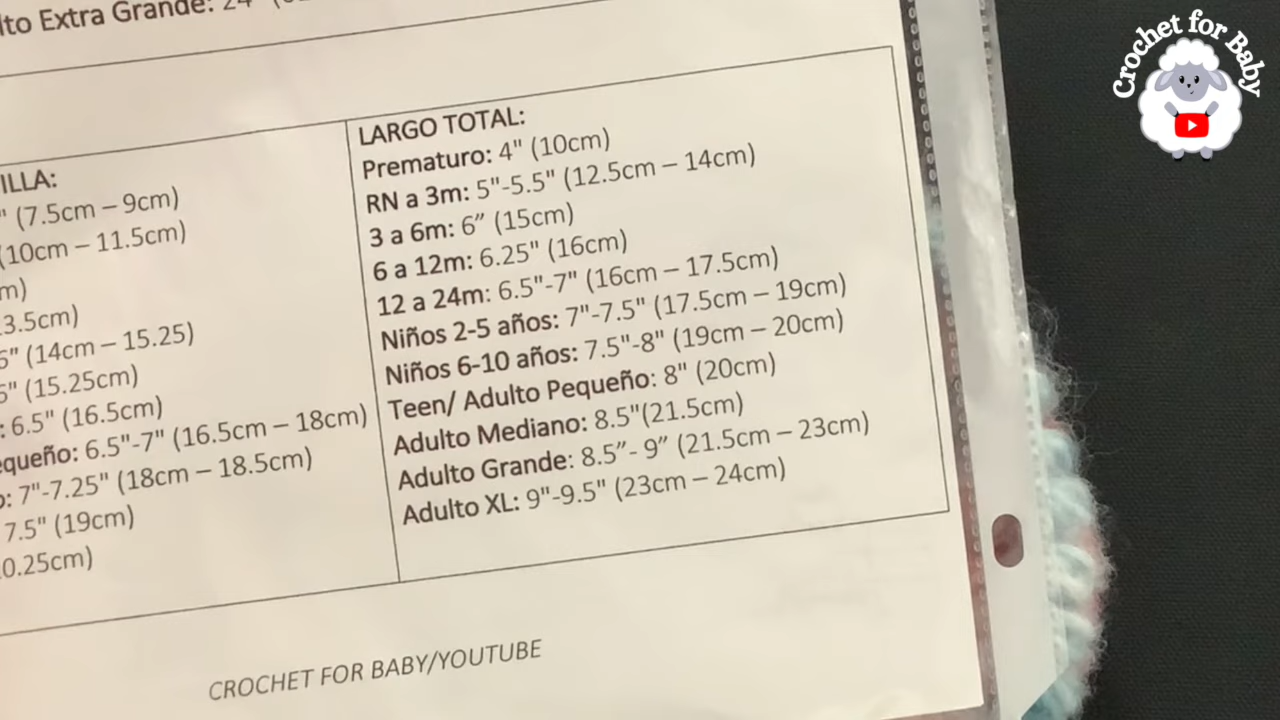 lto Extra Grande: 24"
ILLA:
" (7.5cm – 9cm)
(10cm – 11.5cm)
m)
3.5cm)
6" (14cm – 15.25)
6" (15.25cm)
: 6.5" (16.5cm)
equeño: 6.5"-7" (16.5cm – 18cm)
o: 7"-7.25" (18cm – 18.5cm)
7.5" (19cm)
0.25cm)
LARGO TOTAL:
Prematuro: 4" (10cm)
RN a 3m: 5"-5.5" (12.5cm – 14cm)
3 a 6m: 6” (15cm)
6 a 12m: 6.25" (16cm)
12 a 24m: 6.5"-7" (16cm – 17.5cm)
Niños 2-5 años: 7"-7.5" (17.5cm – 19cm)
Niños 6-10 años: 7.5"-8" (19cm – 20cm)
Teen/ Adulto Pequeño: 8" (20cm)
Adulto Mediano: 8.5"(21.5cm)
Adulto Grande: 8.5”- 9” (21.5cm – 23cm)
Adulto XL: 9"-9.5" (23cm – 24cm)
CROCHET FOR BABY/YOUTUBE
Crochet for Baby